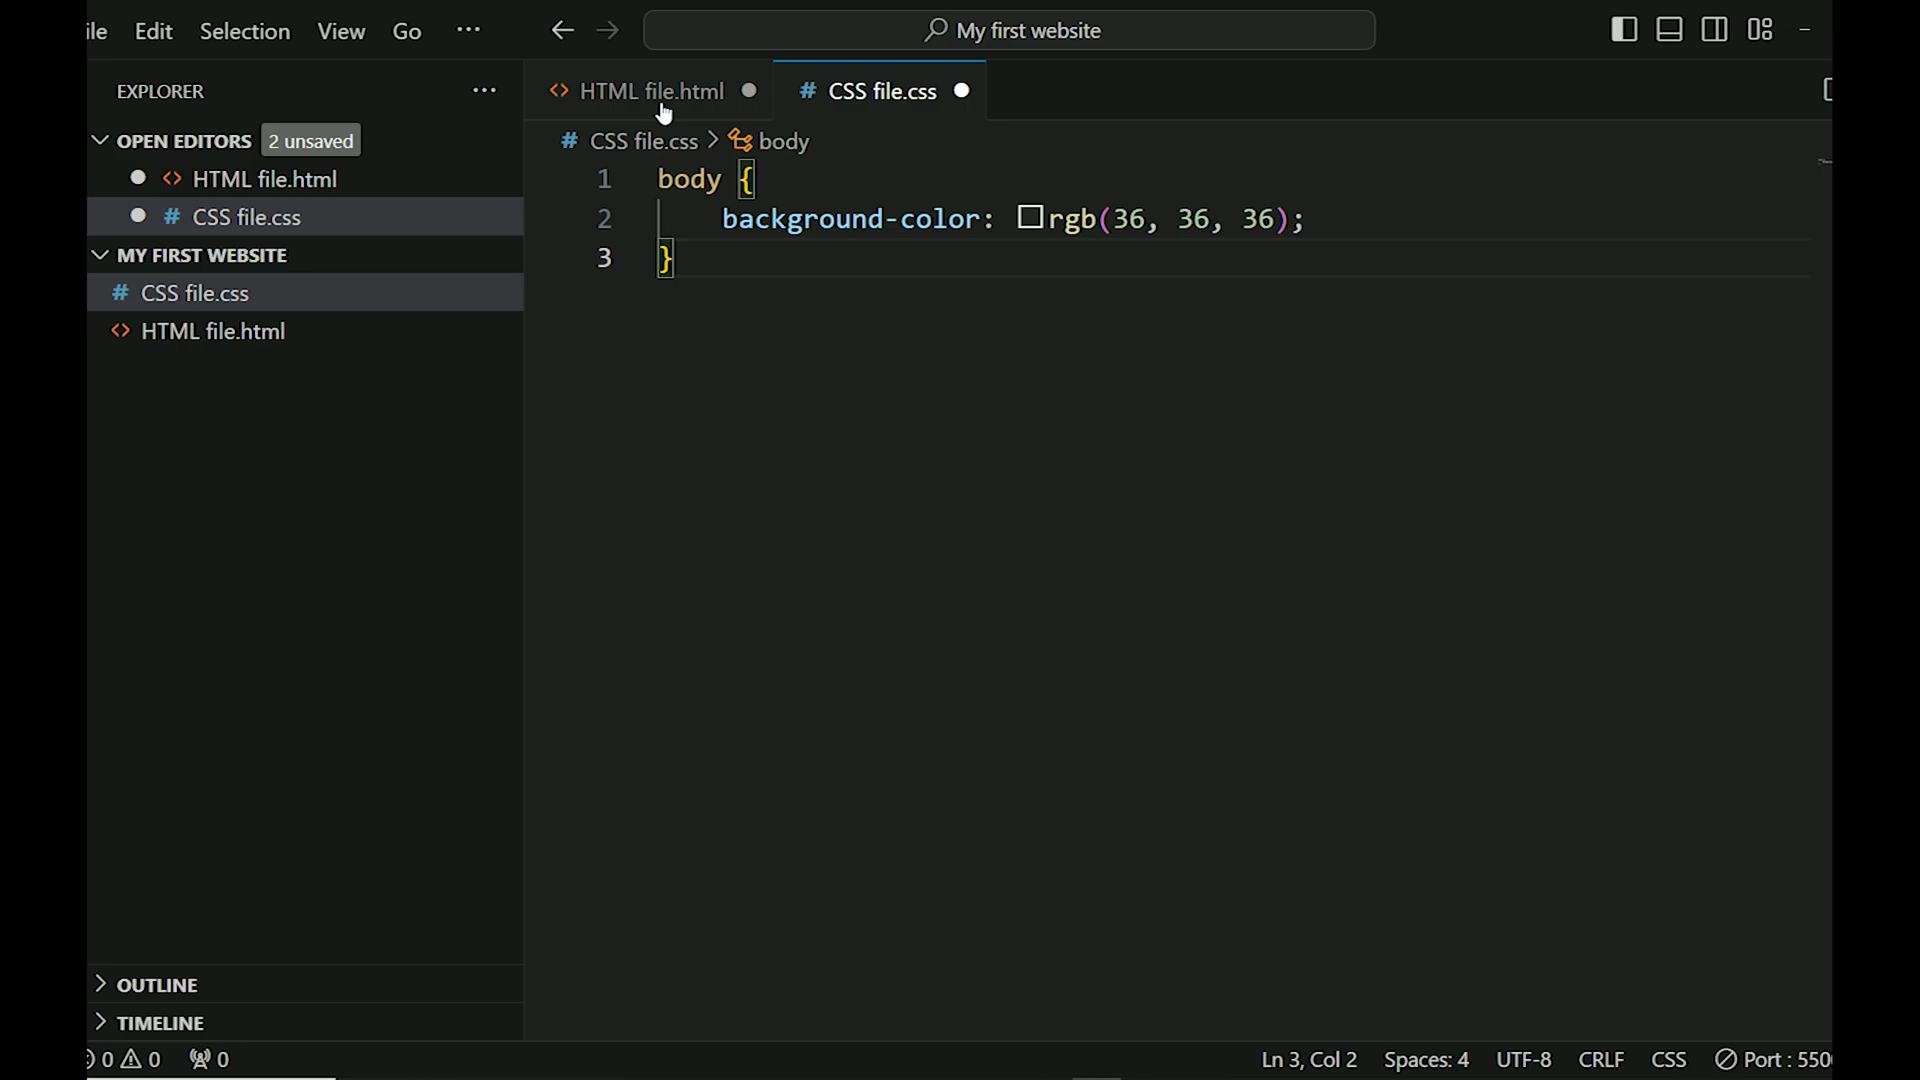 ile Edit Selection View Go ··· My first website
EXPLORER ···
OPEN EDITORS 2 unsaved
HTML file.html
CSS file.css
MY FIRST WEBSITE
CSS file.css
HTML file.html
OUTLINE
TIMELINE
HTML file.html CSS file.css
CSS file.css > body
1 body {
2 background-color: rgb(36, 36, 36);
3 }
0 0 0 Ln 3, Col 2 Spaces: 4 UTF-8 CRLF CSS Port : 550